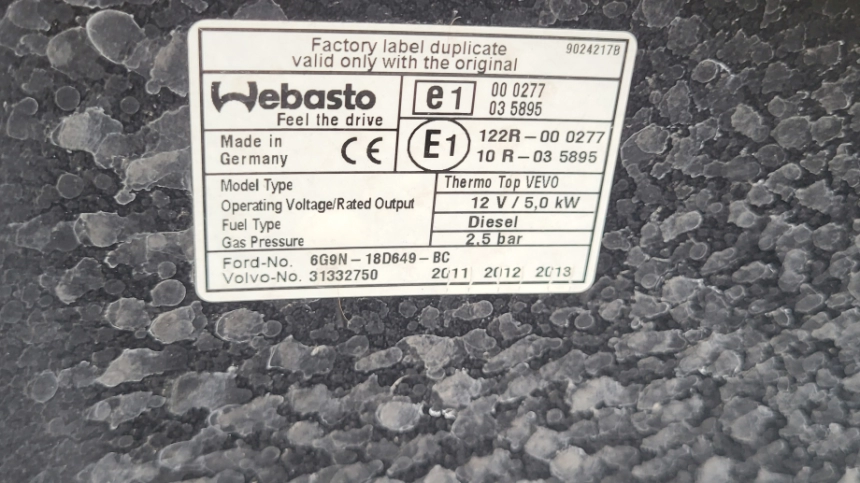 Factory label duplicate
valid only with the original
9024217B
Webasto
Feel the drive
e1
00 0277
03 5895
Made in
Germany
CE
E1
122R-00 0277
10 R-03 5895
Model Type Thermo Top VEVO
Operating Voltage/Rated Output 12 V / 5,0 kW
Fuel Type Diesel
Gas Pressure 2,5 bar
Ford-No. 6G9N-18D649-BC
Volvo-No. 31332750 2011 2012 2013